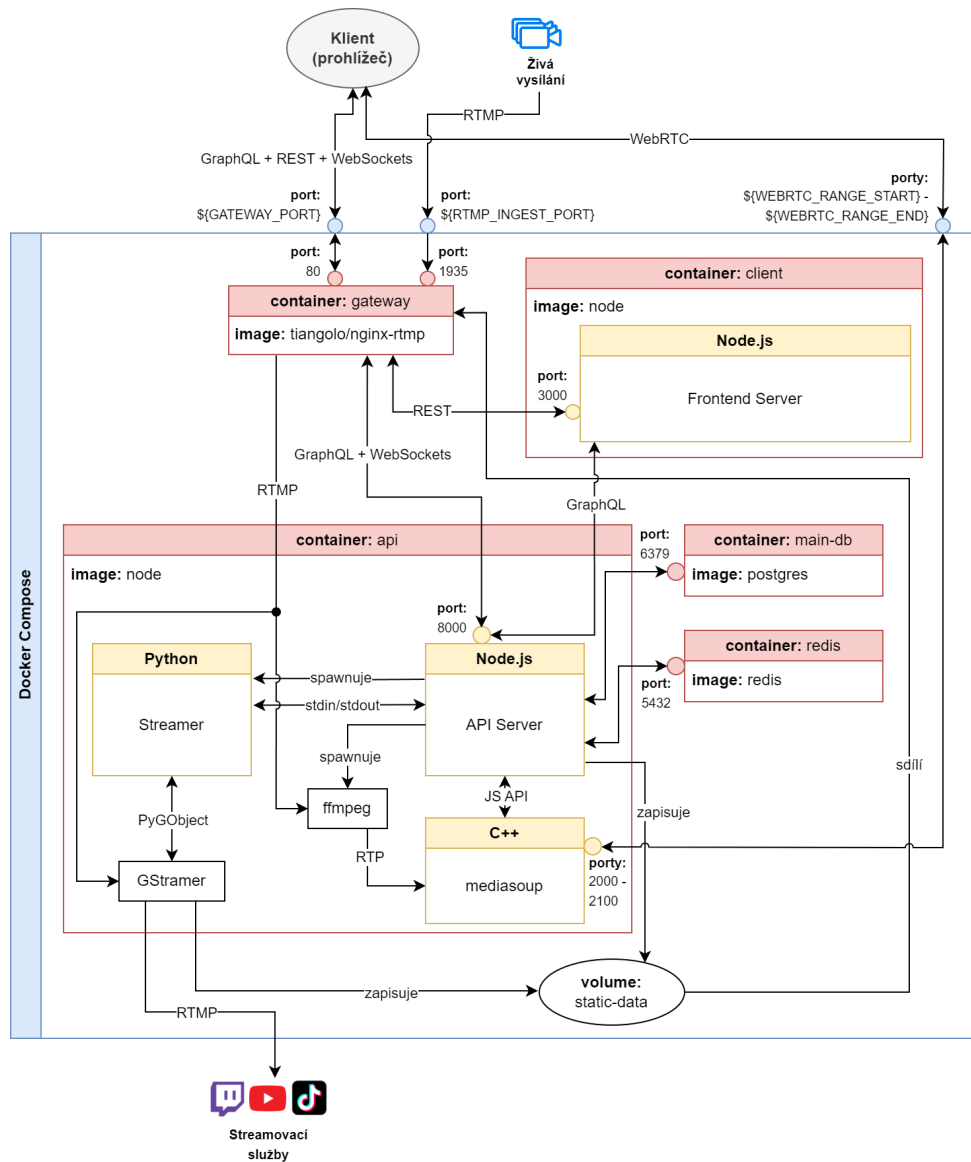 Klient
(prohlížeč)
Živá
vysílání
RTMP
WebRTC
GraphQL + REST + WebSockets
port:
${GATEWAY_PORT}
port:
${RTMP_INGEST_PORT}
porty:
${WEBRTC_RANGE_START} -
${WEBRTC_RANGE_END}
Docker Compose
port:
80
port:
1935
container: gateway
image: tiangolo/nginx-rtmp
container: client
image: node
Node.js
Frontend Server
port:
3000
REST
GraphQL + WebSockets
RTMP
GraphQL
container: api
image: node
port:
6379
container: main-db
image: postgres
port:
8000
container: redis
image: redis
port:
5432
Python
Streamer
spawnuje
stdin/stdout
Node.js
API Server
spawnuje
sdílí
PyGObject
ffmpeg
JS API
zapisuje
RTP
C++
mediasoup
porty:
2000 -
2100
GStramer
zapisuje
volume:
static-data
RTMP
Streamovací
služby